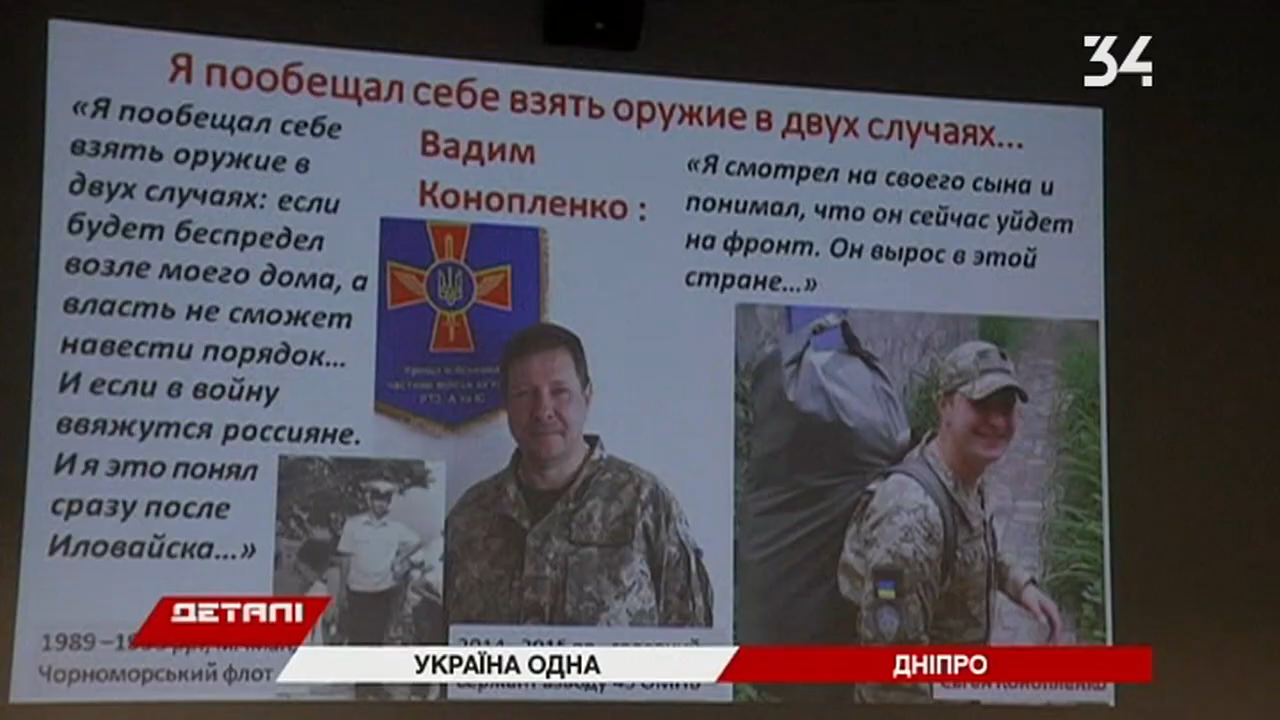 34
Я пообещал себе взять оружие в двух случаях...
«Я пообещал себе
взять оружие в
двух случаях: если
будет беспредел
возле моего дома, а
власть не сможет
навести порядок...
И если в войну
ввяжутся россияне.
И я это понял
сразу после
Иловайска...»
Вадим
Конопленко :
«Я смотрел на своего сына и
понимал, что он сейчас уйдет
на фронт. Он вырос в этой
стране...»
1989 –
Чорноморський флот
ДЕТАЛІ
УКРАЇНА ОДНА
ДНІПРО